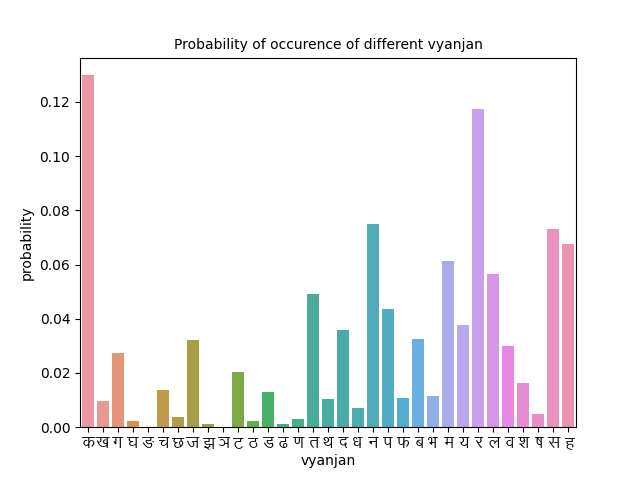 Probability of occurence of different vyanjan
probability
0.12
0.10
0.08
0.06
0.04
0.02
0.00
क ख ग घ ङ च छ ज झ ञ ट ठ ड ढ ण त थ द ध न प फ ब भ म य र ल व श ष स ह
vyanjan